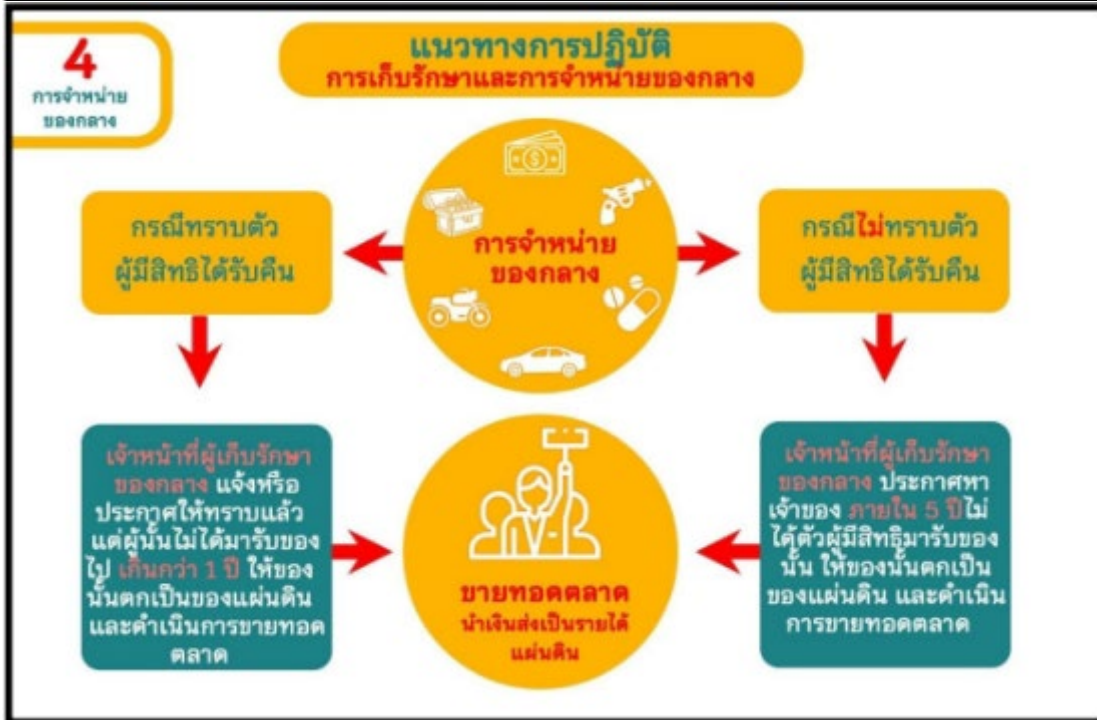 4
การจำหน่าย
ของกลาง
แนวทางการปฏิบัติ
การเก็บรักษาและการจำหน่ายของกลาง
การจำหน่าย
ของกลาง
กรณีทราบตัว
ผู้มีสิทธิได้รับคืน
กรณีไม่ทราบตัว
ผู้มีสิทธิได้รับคืน
เจ้าหน้าที่ผู้เก็บรักษา
ของกลาง แจ้งหรือ
ประกาศให้ทราบแล้ว
แต่ผู้นั้นไม่ได้มารับของ
ไป เกินกว่า 1 ปี ให้ของ
นั้นตกเป็นของแผ่นดิน
และดำเนินการขายทอด
ตลาด
ขายทอดตลาด
นำเงินส่งเป็นรายได้
แผ่นดิน
เจ้าหน้าที่ผู้เก็บรักษา
ของกลาง ประกาศหา
เจ้าของ ภายใน 5 ปีไม่
ได้ตัวผู้มีสิทธิมารับของ
นั้น ให้ของนั้นตกเป็น
ของแผ่นดิน และดำเนิน
การขายทอดตลาด